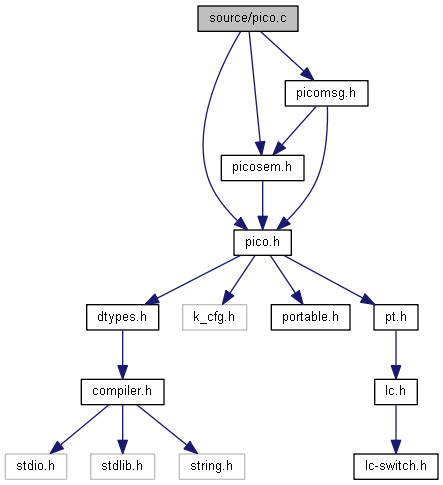 source/pico.c
picomsg.h
picosem.h
pico.h
dtypes.h
k_cfg.h
portable.h
pt.h
compiler.h
lc.h
stdio.h
stdlib.h
string.h
lc-switch.h